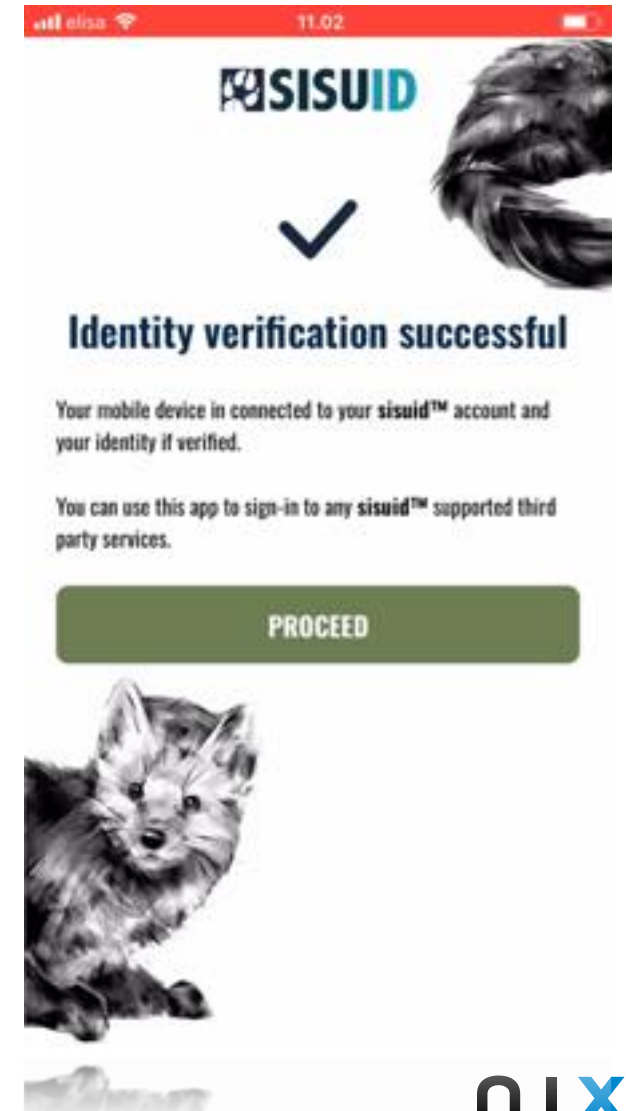 elisa 11.02
SISUID
Identity verification successful
Your mobile device in connected to your sisuid™ account and
your identity if verified.
You can use this app to sign-in to any sisuid™ supported third
party services.
PROCEED